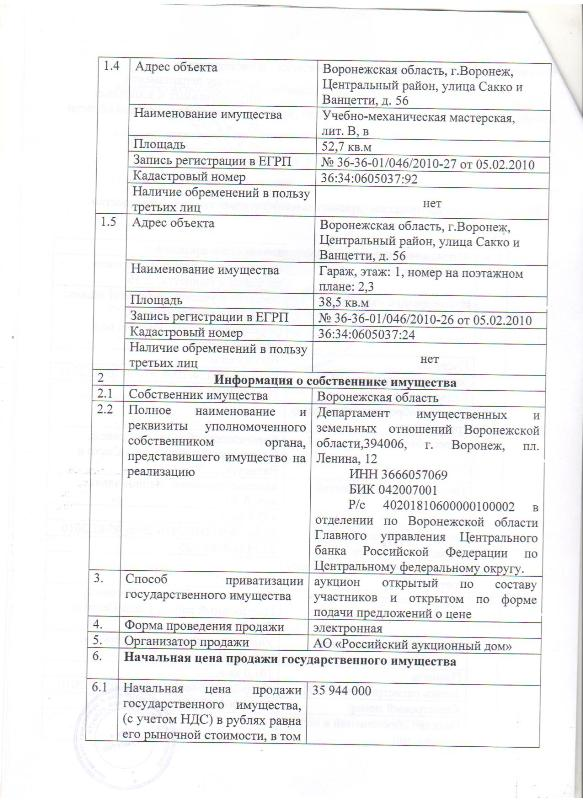 1.4 Адрес объекта Воронежская область, г.Воронеж,
Центральный район, улица Сакко и
Ванцетти, д. 56
Наименование имущества Учебно-механическая мастерская,
лит. В, в
Площадь 52,7 кв.м
Запись регистрации в ЕГРП № 36-36-01/046/2010-27 от 05.02.2010
Кадастровый номер 36:34:0605037:92
Наличие обременений в пользу
третьих лиц нет
1.5 Адрес объекта Воронежская область, г.Воронеж,
Центральный район, улица Сакко и
Ванцетти, д. 56
Наименование имущества Гараж, этаж: 1, номер на поэтажном
плане: 2,3
Площадь 38,5 кв.м
Запись регистрации в ЕГРП № 36-36-01/046/2010-26 от 05.02.2010
Кадастровый номер 36:34:0605037:24
Наличие обременений в пользу
третьих лиц нет
2 Информация о собственнике имущества
2.1 Собственник имущества Воронежская область
2.2 Полное наименование и
реквизиты уполномоченного
собственником органа,
представившего имущество на
реализацию
Департамент имущественных и
земельных отношений Воронежской
области,394006, г. Воронеж, пл.
Ленина, 12
ИНН 3666057069
БИК 042007001
Р/с 40201810600000100002 в
отделении по Воронежской области
Главного управления Центрального
банка Российской Федерации по
Центральному федеральному округу.
3. Способ приватизации
государственного имущества
аукцион открытый по составу
участников и открытом по форме
подачи предложений о цене
4. Форма проведения продажи электронная
5. Организатор продажи АО «Российский аукционный дом»
6. Начальная цена продажи государственного имущества
6.1 Начальная цена продажи 35 944 000
государственного имущества,
(с учетом НДС) в рублях равна
его рыночной стоимости, в том